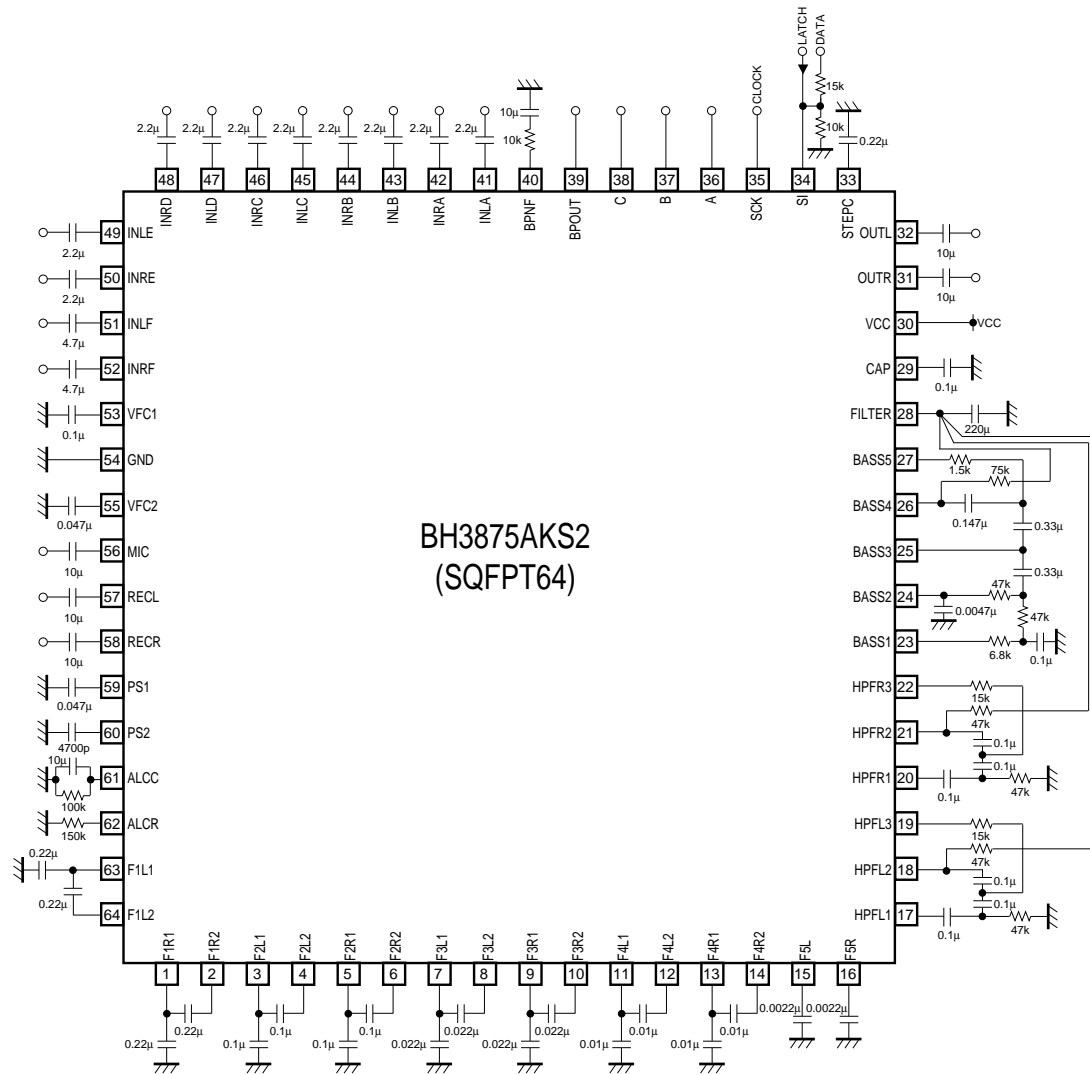 LATCH
DATA
15k
CLOCK
10µ
10k
10k
0.22µ
2.2µ 2.2µ 2.2µ 2.2µ 2.2µ 2.2µ 2.2µ 2.2µ
48 47 46 45 44 43 42 41 40 39 38 37 36 35 34 33
INRD INLD INRC INLC INRB INLB INRA INLA BPNF BPOUT C B A SCK SI STEPC
49 INLE
2.2µ
50 INRE
2.2µ
51 INLF
4.7µ
52 INRF
4.7µ
53 VFC1
0.1µ
54 GND
55 VFC2
0.047µ
56 MIC
10µ
57 RECL
10µ
58 RECR
10µ
59 PS1
0.047µ
60 PS2
4700p
10µ
61 ALCC
100k
62 ALCR
150k
0.22µ
63 F1L1
0.22µ
64 F1L2
BH3875AKS2
(SQFPT64)
OUTL 32
10µ
OUTR 31
10µ
VCC 30 VCC
CAP 29
0.1µ
FILTER 28
220µ
BASS5 27
1.5k
75k
BASS4 26
0.147µ
0.33µ
BASS3 25
0.33µ
47k
BASS2 24
0.0047µ
47k
BASS1 23
6.8k
0.1µ
HPFR3 22
15k
47k
HPFR2 21
0.1µ
0.1µ
HPFR1 20
0.1µ
47k
HPFL3 19
15k
47k
HPFL2 18
0.1µ
0.1µ
HPFL1 17
0.1µ
47k
F1R1 F1R2 F2L1 F2L2 F2R1 F2R2 F3L1 F3L2 F3R1 F3R2 F4L1 F4L2 F4R1 F4R2 F5L F5R
1 2 3 4 5 6 7 8 9 10 11 12 13 14 15 16
0.0022µ 0.0022µ
0.22µ 0.1µ 0.1µ 0.022µ 0.022µ 0.01µ 0.01µ
0.22µ 0.1µ 0.1µ 0.022µ 0.022µ 0.01µ 0.01µ